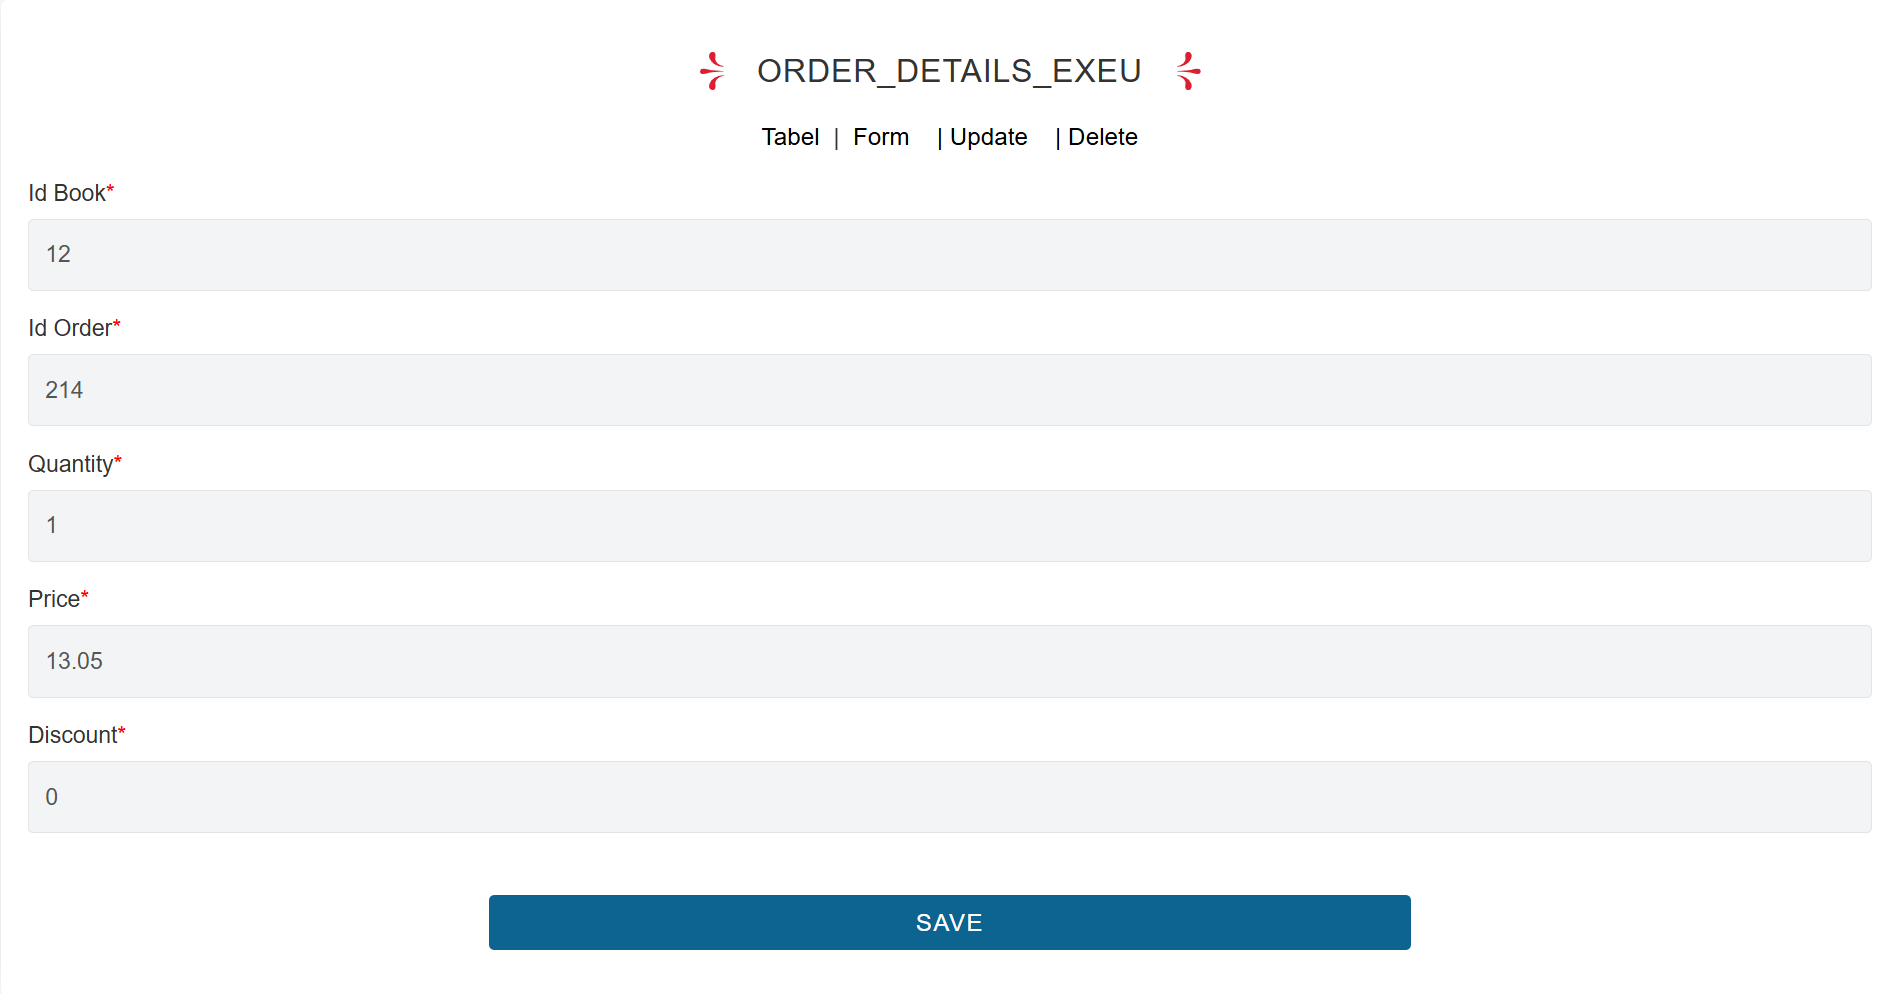 ORDER_DETAILS_EXEU
Tabel | Form | Update | Delete
Id Book*
12
Id Order*
214
Quantity*
1
Price*
13.05
Discount*
0
SAVE